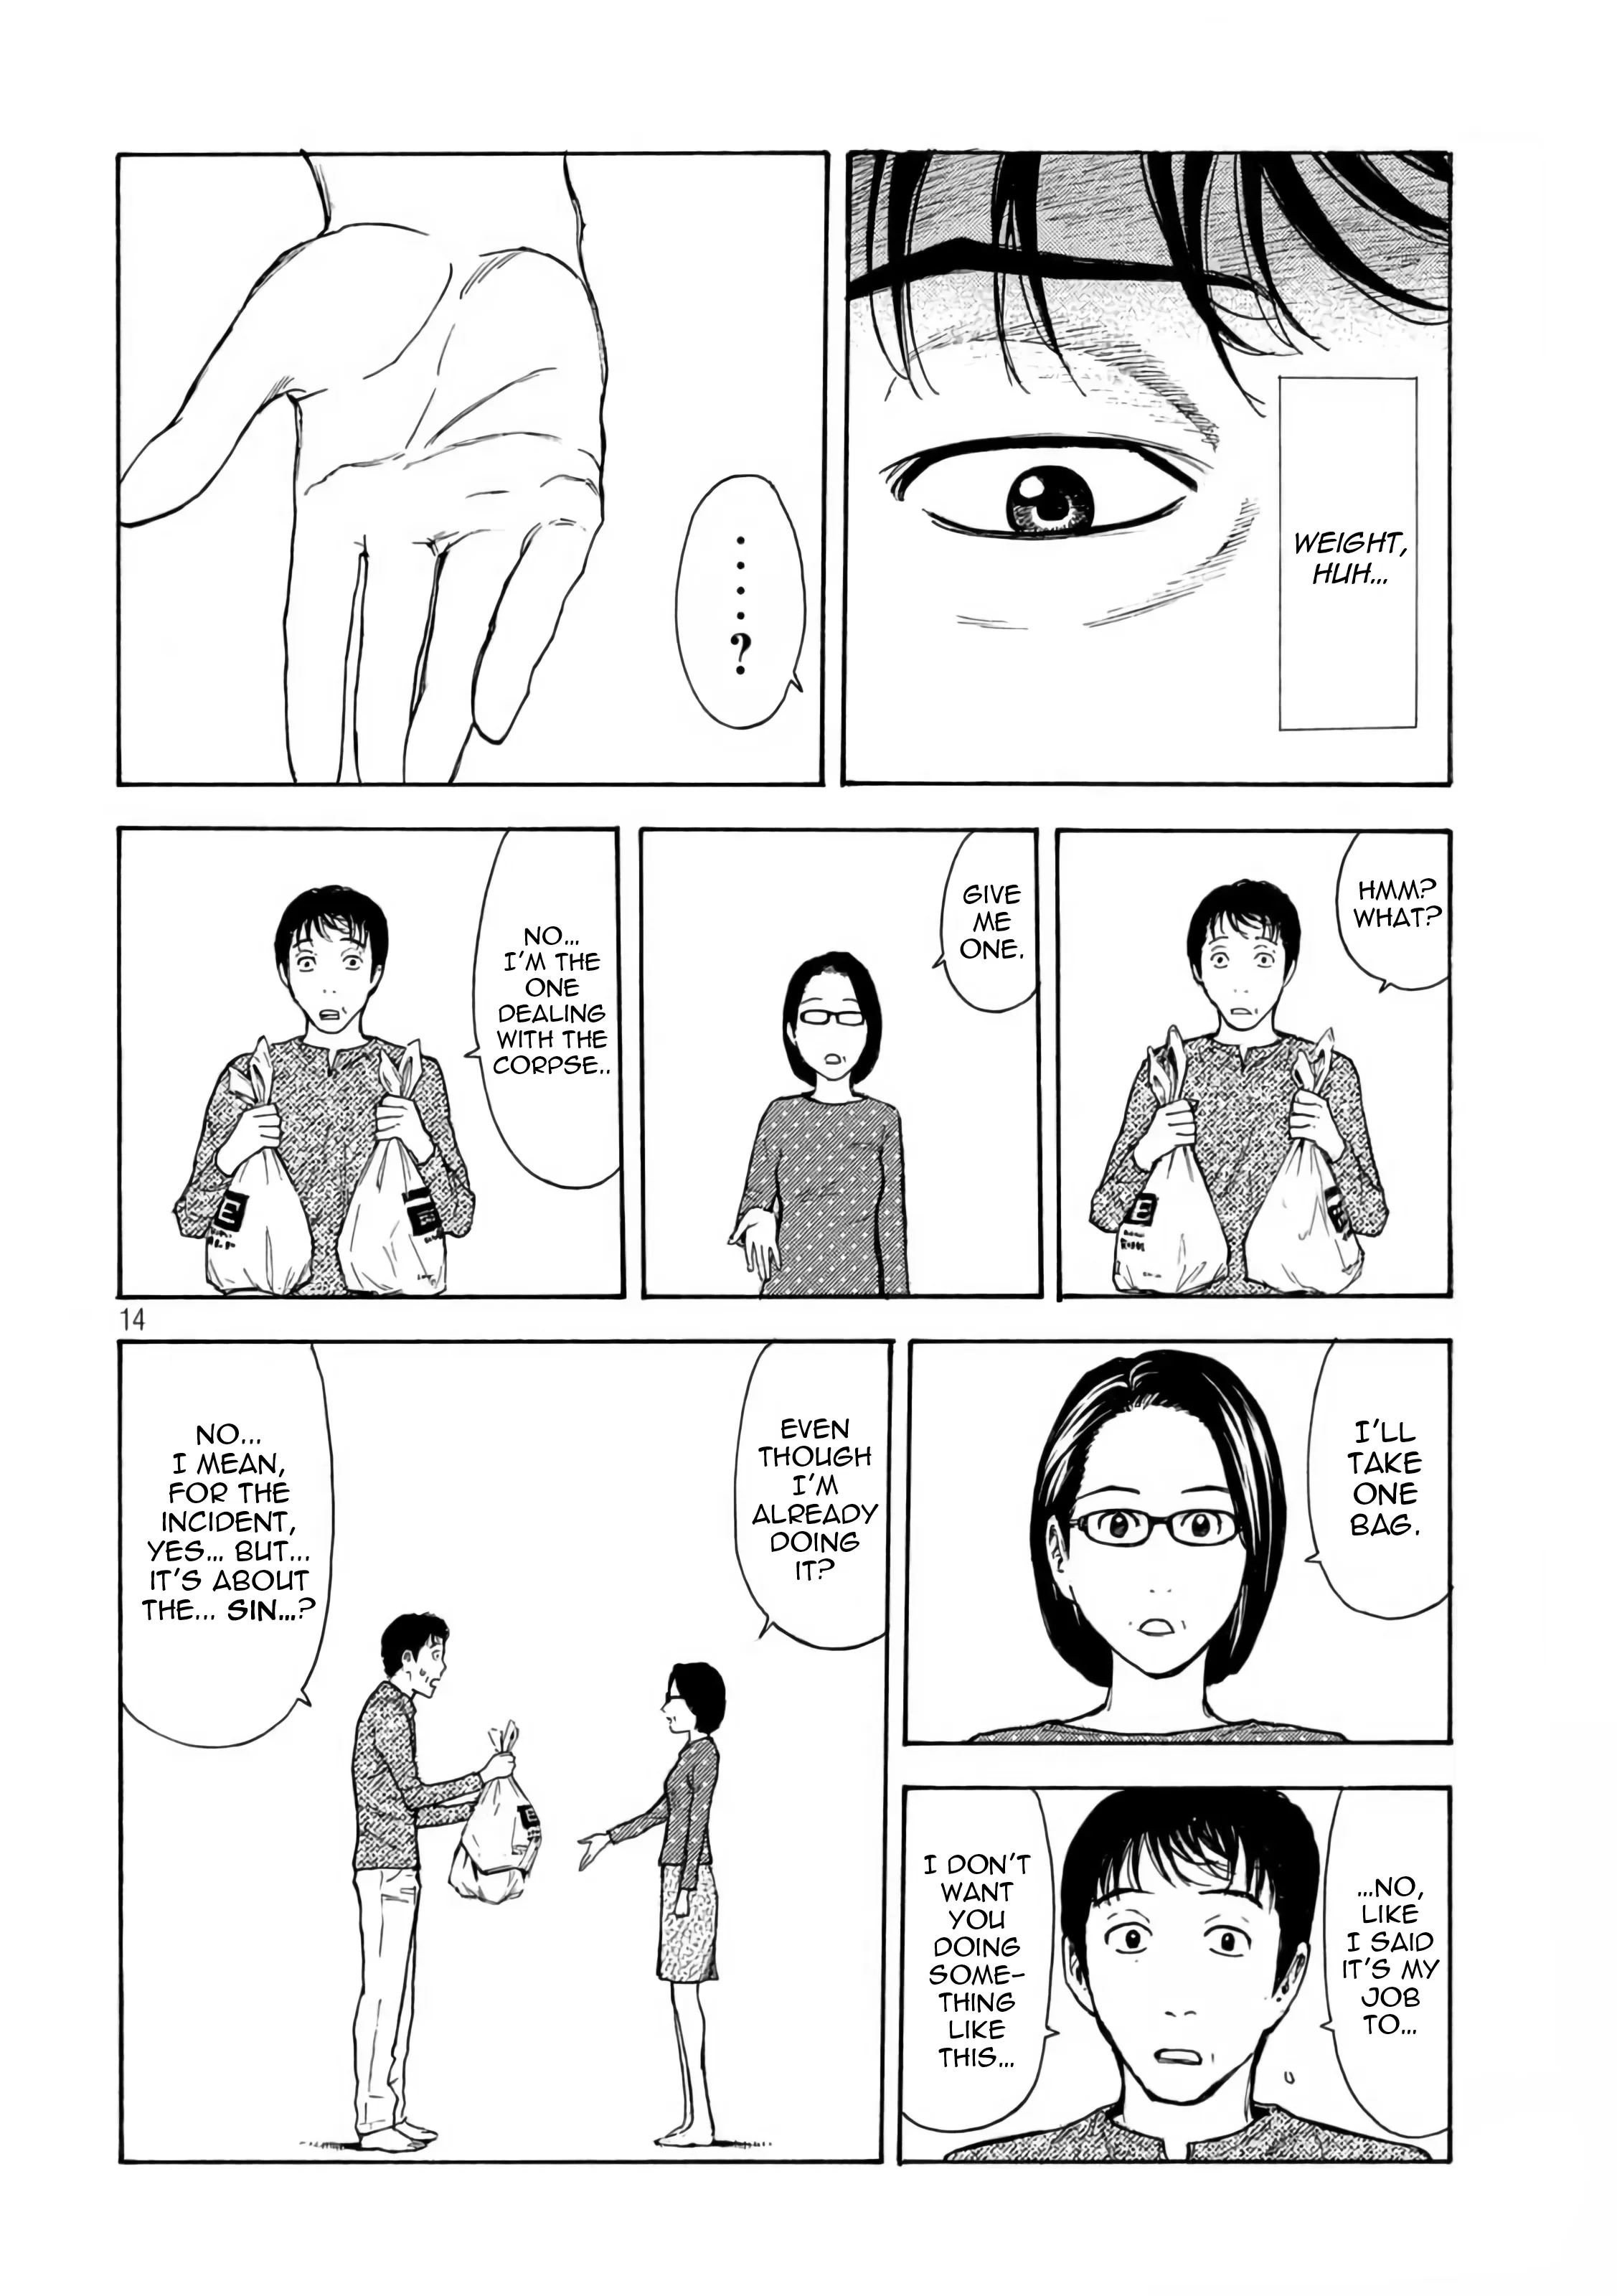 WEIGHT,
HUH...
.....?
HMM?
WHAT?
GIVE
ME
ONE.
NO...
I'M THE
ONE
DEALING
WITH THE
CORPSE..
E
E
14
I'LL
TAKE
ONE
BAG.
...NO,
LIKE
I SAID
IT'S MY
JOB
TO...
I DON'T
WANT
YOU
DOING
SOME-
THING
LIKE
THIS...
EVEN
THOUGH
I'M
ALREADY
DOING
IT?
NO...
I MEAN,
FOR THE
INCIDENT,
YES... BUT...
IT'S ABOUT
THE... SIN...?
E